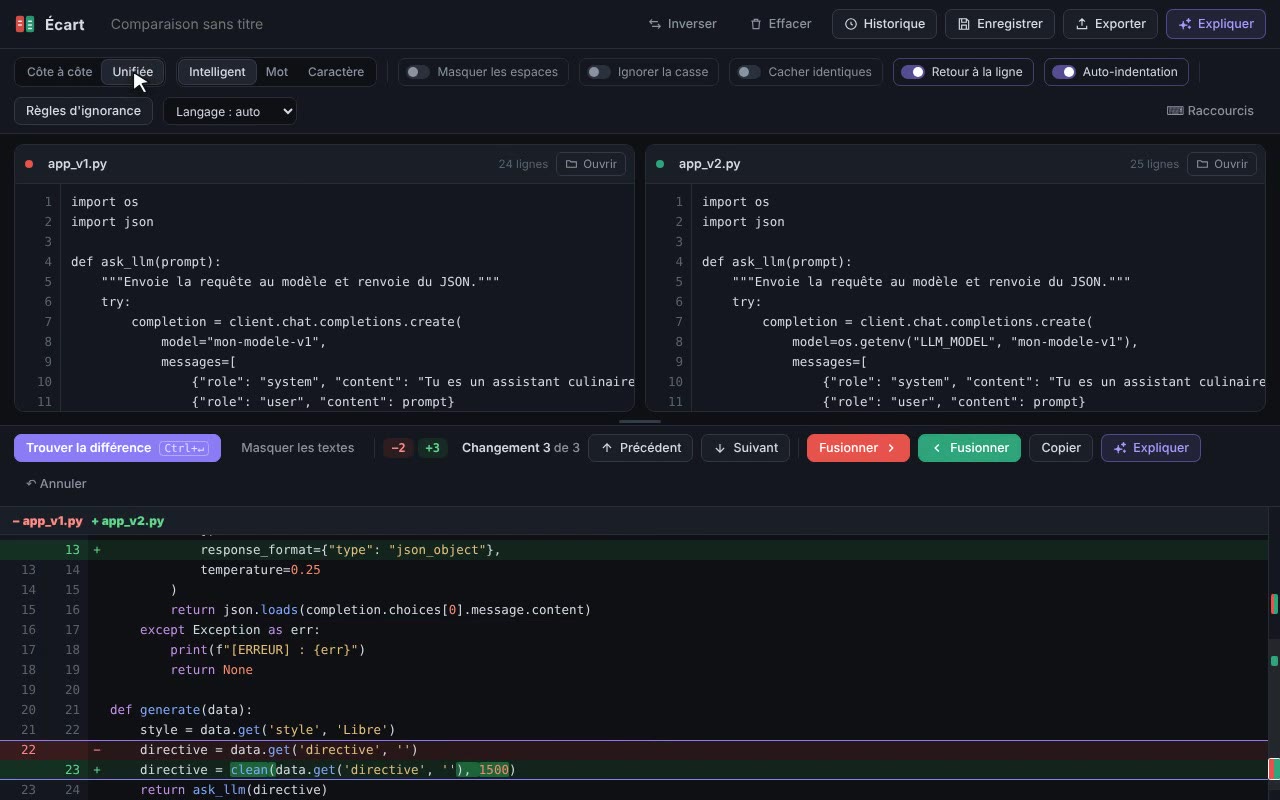 Écart Comparaison sans titre Inverser Effacer Historique Enregistrer Exporter Expliquer
Côte à côte Unifiée Intelligent Mot Caractère Masquer les espaces Ignorer la casse Cacher identiques Retour à la ligne Auto-indentation
Règles d'ignorance Langage : auto Raccourcis
app_v1.py 24 lignes Ouvrir
1 import os
2 import json
3
4 def ask_llm(prompt):
5 """Envoie la requête au modèle et renvoie du JSON."""
6 try:
7 completion = client.chat.completions.create(
8 model="mon-modele-v1",
9 messages=[
10 {"role": "system", "content": "Tu es un assistant culinaire
11 {"role": "user", "content": prompt}
app_v2.py 25 lignes Ouvrir
1 import os
2 import json
3
4 def ask_llm(prompt):
5 """Envoie la requête au modèle et renvoie du JSON."""
6 try:
7 completion = client.chat.completions.create(
8 model=os.getenv("LLM_MODEL", "mon-modele-v1"),
9 messages=[
10 {"role": "system", "content": "Tu es un assistant culinaire
11 {"role": "user", "content": prompt}
Trouver la différence Ctrl+↵ Masquer les textes −2 +3 Changement 3 de 3 ↑ Précédent ↓ Suivant Fusionner › ‹ Fusionner Copier Expliquer
↶ Annuler
− app_v1.py + app_v2.py
13 + response_format={"type": "json_object"},
13 14 temperature=0.25
14 15 )
15 16 return json.loads(completion.choices[0].message.content)
16 17 except Exception as err:
17 18 print(f"[ERREUR] : {err}")
18 19 return None
19 20
20 21 def generate(data):
21 22 style = data.get('style', 'Libre')
22 − directive = data.get('directive', '')
23 + directive = clean(data.get('directive', ''), 1500)
23 24 return ask_llm(directive)